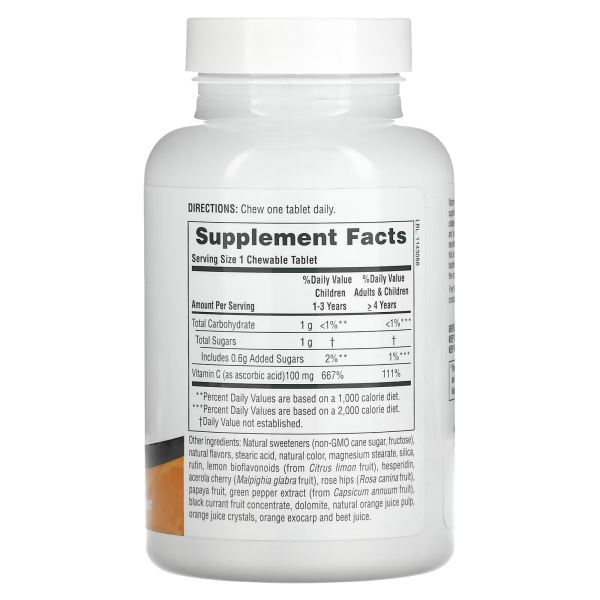 DIRECTIONS: Chew one tablet daily.
LBL. 1143086
Supplement Facts
Serving Size 1 Chewable Tablet
%Daily Value Children 1-3 Years
%Daily Value Adults & Children ≥ 4 Years
Amount Per Serving
Total Carbohydrate 1 g <1%** <1%***
Total Sugars 1 g † †
Includes 0.6g Added Sugars 2%** 1%***
Vitamin C (as ascorbic acid)100 mg 667% 111%
**Percent Daily Values are based on a 1,000 calorie diet.
***Percent Daily Values are based on a 2,000 calorie diet.
†Daily Value not established.
Other ingredients: Natural sweeteners (non-GMO cane sugar, fructose),
natural flavors, stearic acid, natural color, magnesium stearate, silica,
rutin, lemon bioflavonoids (from Citrus limon fruit), hesperidin,
acerola cherry (Malpighia glabra fruit), rose hips (Rosa canina fruit),
papaya fruit, green pepper extract (from Capsicum annuum fruit),
black currant fruit concentrate, dolomite, natural orange juice pulp,
orange juice crystals, orange exocarp and beet juice.